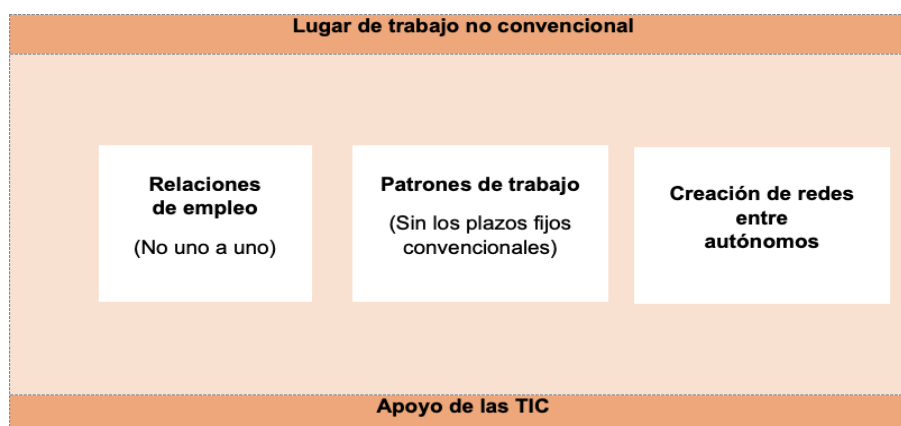 Lugar de trabajo no convencional
Relaciones
de empleo
(No uno a uno)
Patrones de trabajo
(Sin los plazos fijos
convencionales)
Creación de redes
entre
autónomos
Apoyo de las TIC